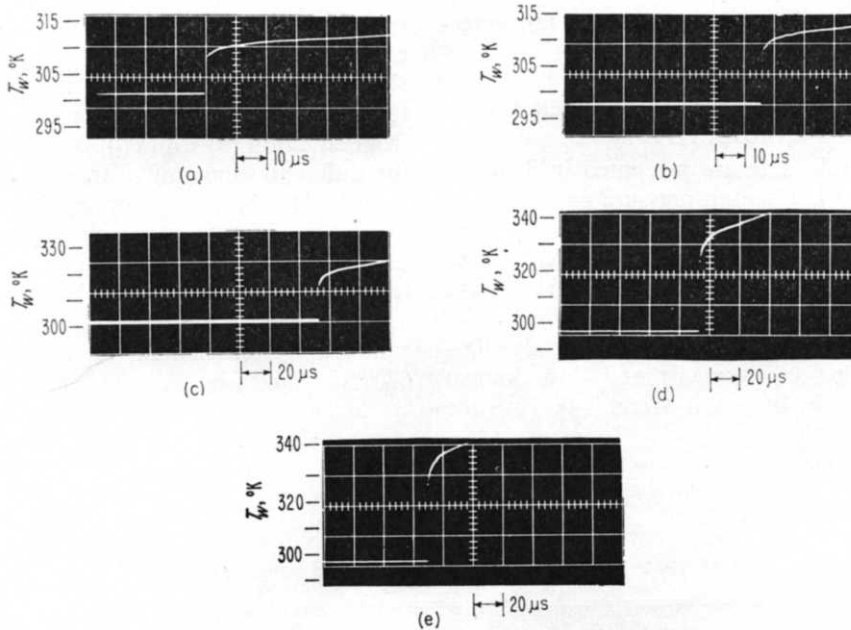 315
305
295
T_w, °K
10 μs
(a)
315
305
295
T_w, °K
10 μs
(b)
330
300
T_w, °K
20 μs
(c)
340
320
300
T_w, °K
20 μs
(d)
340
320
300
T_w, °K
20 μs
(e)